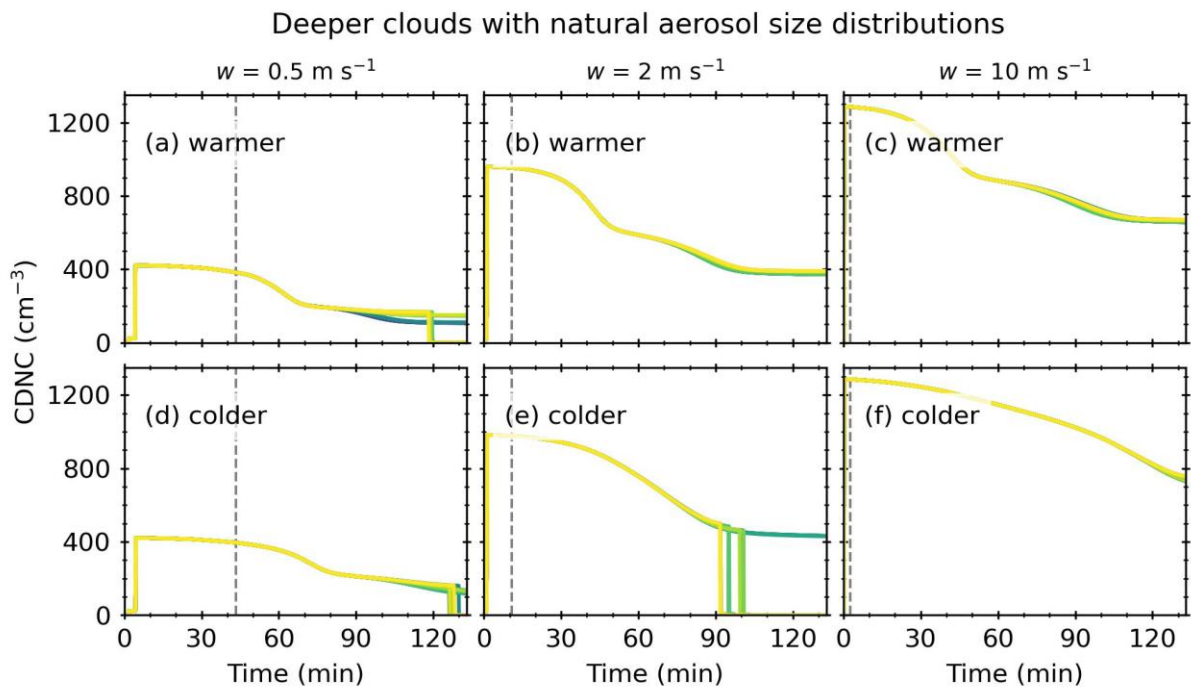 Deeper clouds with natural aerosol size distributions
w = 0.5 m s⁻¹
w = 2 m s⁻¹
w = 10 m s⁻¹
CDNC (cm⁻³)
1200
800
400
0
(a) warmer
(b) warmer
(c) warmer
1200
800
400
0
(d) colder
(e) colder
(f) colder
0 30 60 90 120
0 30 60 90 120
0 30 60 90 120
Time (min)
Time (min)
Time (min)